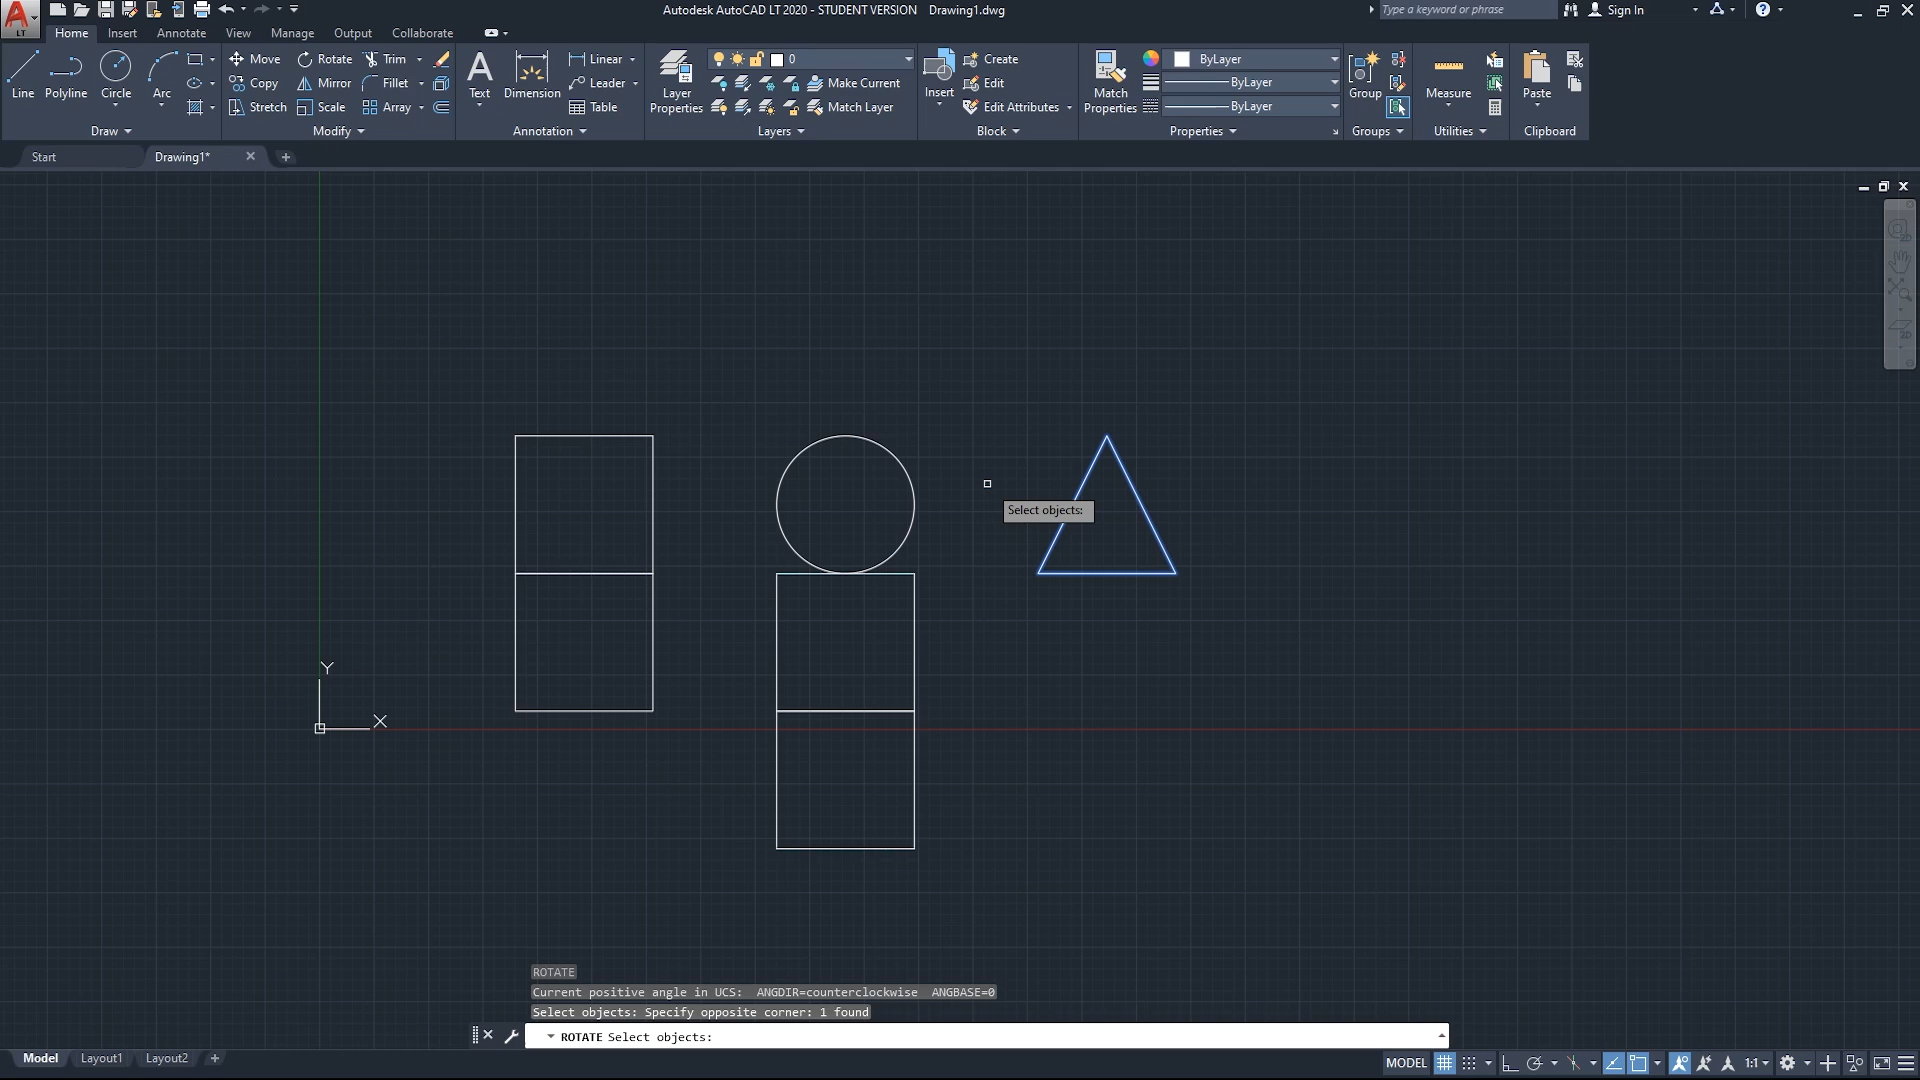 Autodesk AutoCAD LT 2020 - STUDENT VERSION Drawing1.dwg
Type a keyword or phrase
Sign In
LT
Home Insert Annotate View Manage Output Collaborate
Line Polyline Circle Arc
Draw
Move Rotate Trim
Copy Mirror Fillet
Stretch Scale Array
Modify
Text Dimension
Linear
Leader
Table
Annotation
Layer
Properties
0
Make Current
Match Layer
Layers
Insert
Create
Edit
Edit Attributes
Block
Match
Properties
ByLayer
ByLayer
ByLayer
Properties
Group
Groups
Measure
Utilities
Paste
Clipboard
Start Drawing1*
Select objects:
Y
X
ROTATE
Current positive angle in UCS: ANGDIR=counterclockwise ANGBASE=0
Select objects: Specify opposite corner: 1 found
ROTATE Select objects:
Model Layout1 Layout2 +
MODEL 1:1